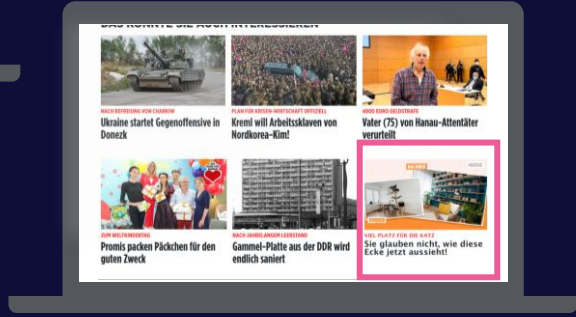 DAS KÖNNTE SIE AUCH INTERESSIEREN
NACH BEFREIUNG VON CHARKIW
Ukraine startet Gegenoffensive in
Donezk
PLAN FÜR KRISEN-WIRTSCHAFT OFFIZIELL
Kreml will Arbeitssklaven von
Nordkorea-Kim!
4800 EURO GELDSTRAFE
Vater (75) von Hanau-Attentäter
verurteilt
ZUM WELTKINDERTAG
Promis packen Päckchen für den
guten Zweck
NACH JAHRELANGEM LEERSTAND
Gammel-Platte aus der DDR wird
endlich saniert
ANZEIGE
VIEL PLATZ FÜR DIE KATZ
Sie glauben nicht, wie diese
Ecke jetzt aussieht!